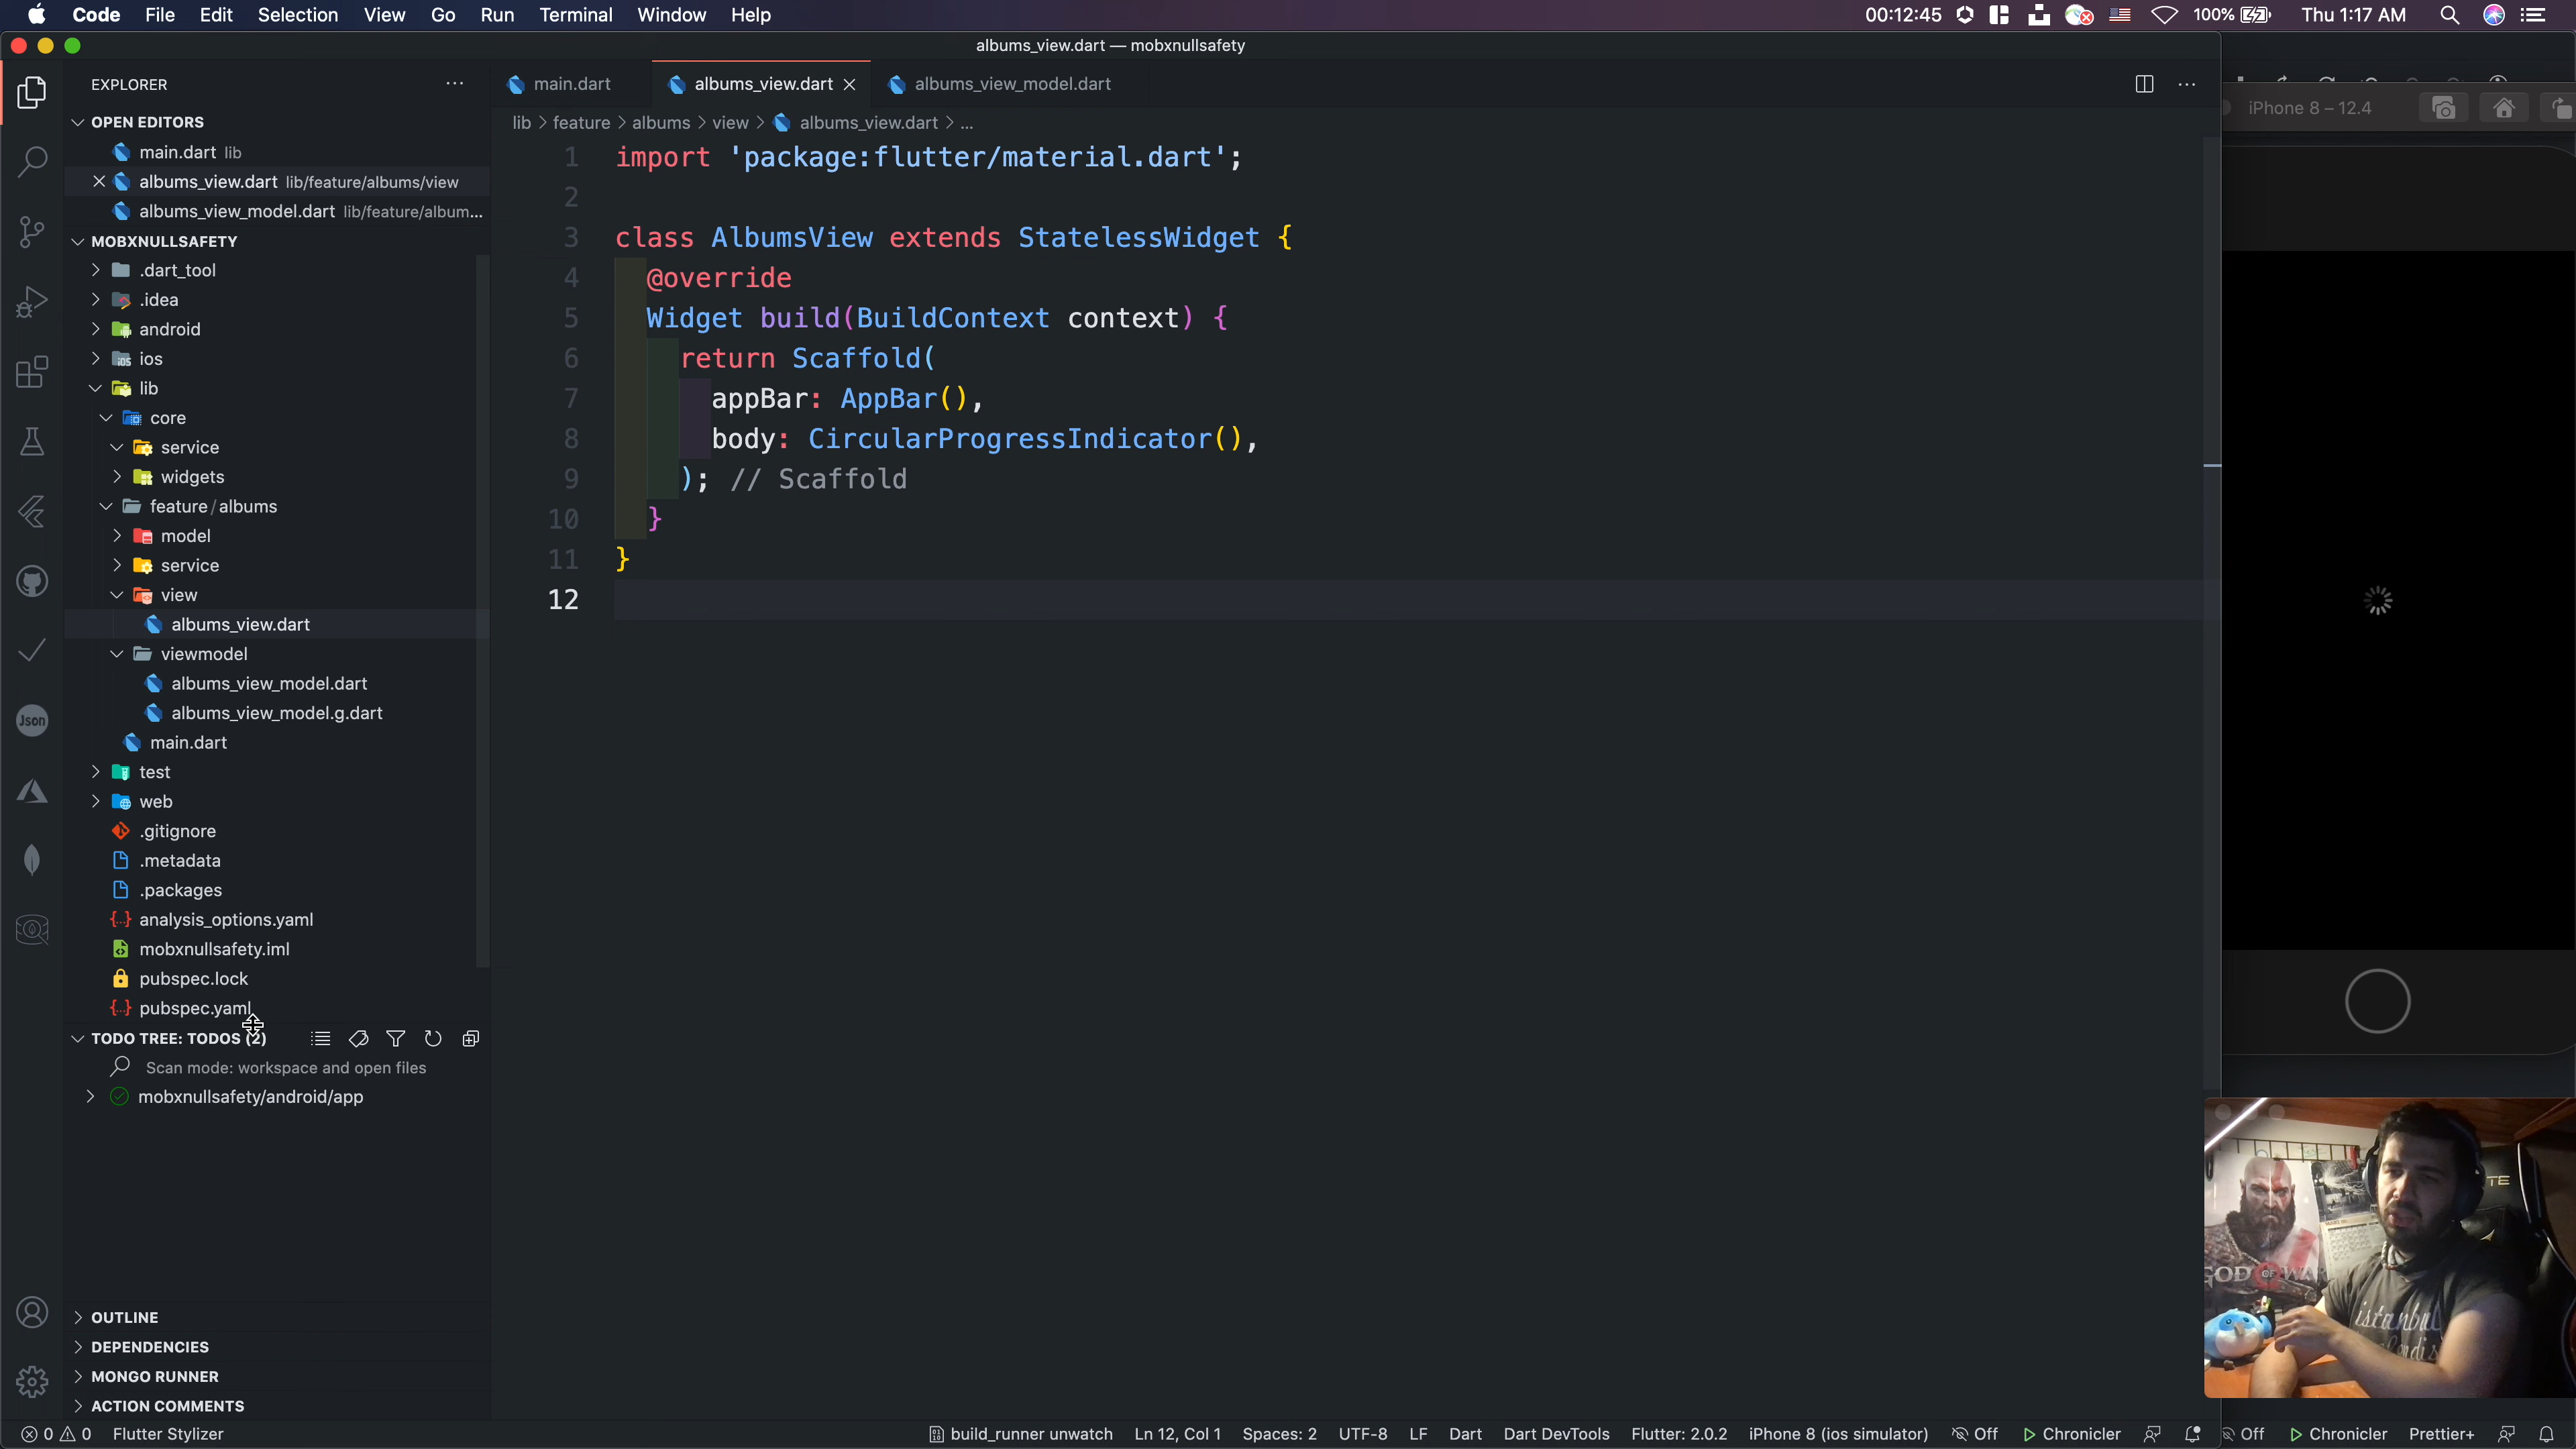 Code File Edit Selection View Go Run Terminal Window Help 00:12:45 100% Thu 1:17 AM
albums_view.dart — mobxnullsafety
EXPLORER
OPEN EDITORS
main.dart lib
albums_view.dart lib/feature/albums/view
albums_view_model.dart lib/feature/album...
MOBXNULLSAFETY
.dart_tool
.idea
android
ios
lib
core
service
widgets
feature / albums
model
service
view
albums_view.dart
viewmodel
albums_view_model.dart
albums_view_model.g.dart
main.dart
test
web
.gitignore
.metadata
.packages
analysis_options.yaml
mobxnullsafety.iml
pubspec.lock
pubspec.yaml
TODO TREE: TODOS (2)
Scan mode: workspace and open files
mobxnullsafety/android/app
OUTLINE
DEPENDENCIES
MONGO RUNNER
ACTION COMMENTS
main.dart albums_view.dart albums_view_model.dart
lib > feature > albums > view > albums_view.dart > ...
1 import 'package:flutter/material.dart';
2
3 class AlbumsView extends StatelessWidget {
4 @override
5 Widget build(BuildContext context) {
6 return Scaffold(
7 appBar: AppBar(),
8 body: CircularProgressIndicator(),
9 ); // Scaffold
10 }
11 }
12
iPhone 8 – 12.4
Json
GOD OF WAR
istanbul
0 0 Flutter Stylizer build_runner unwatch Ln 12, Col 1 Spaces: 2 UTF-8 LF Dart Dart DevTools Flutter: 2.0.2 iPhone 8 (ios simulator) Off Chronicler Off Chronicler Prettier+